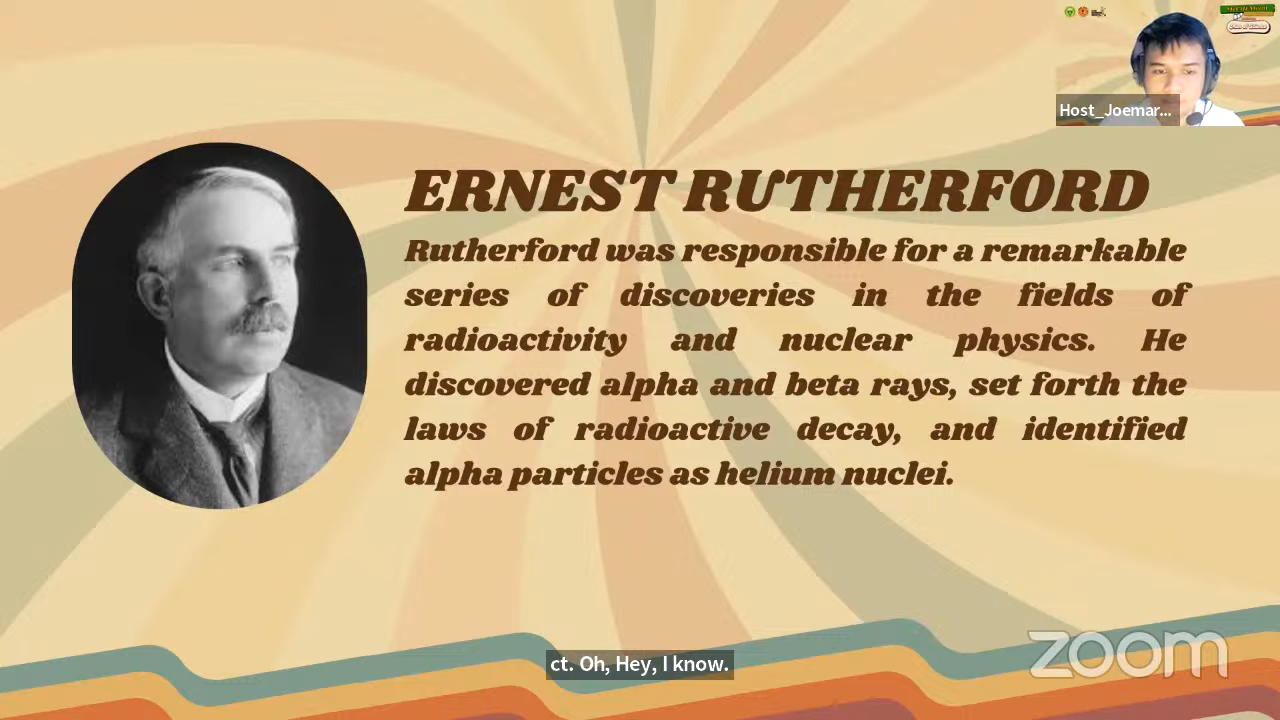 Host_Joemar...
ERNEST RUTHERFORD
Rutherford was responsible for a remarkable
series of discoveries in the fields of
radioactivity and nuclear physics. He
discovered alpha and beta rays, set forth the
laws of radioactive decay, and identified
alpha particles as helium nuclei.
zoom
ct. Oh, Hey, I know.